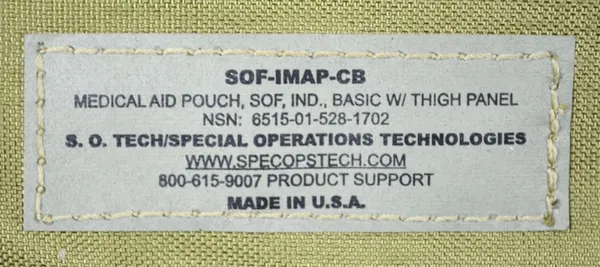 SOF-IMAP-CB
MEDICAL AID POUCH, SOF, IND., BASIC W/ THIGH PANEL
NSN: 6515-01-528-1702
S. O. TECH/SPECIAL OPERATIONS TECHNOLOGIES
WWW.SPECOPSTECH.COM
800-615-9007 PRODUCT SUPPORT
MADE IN U.S.A.